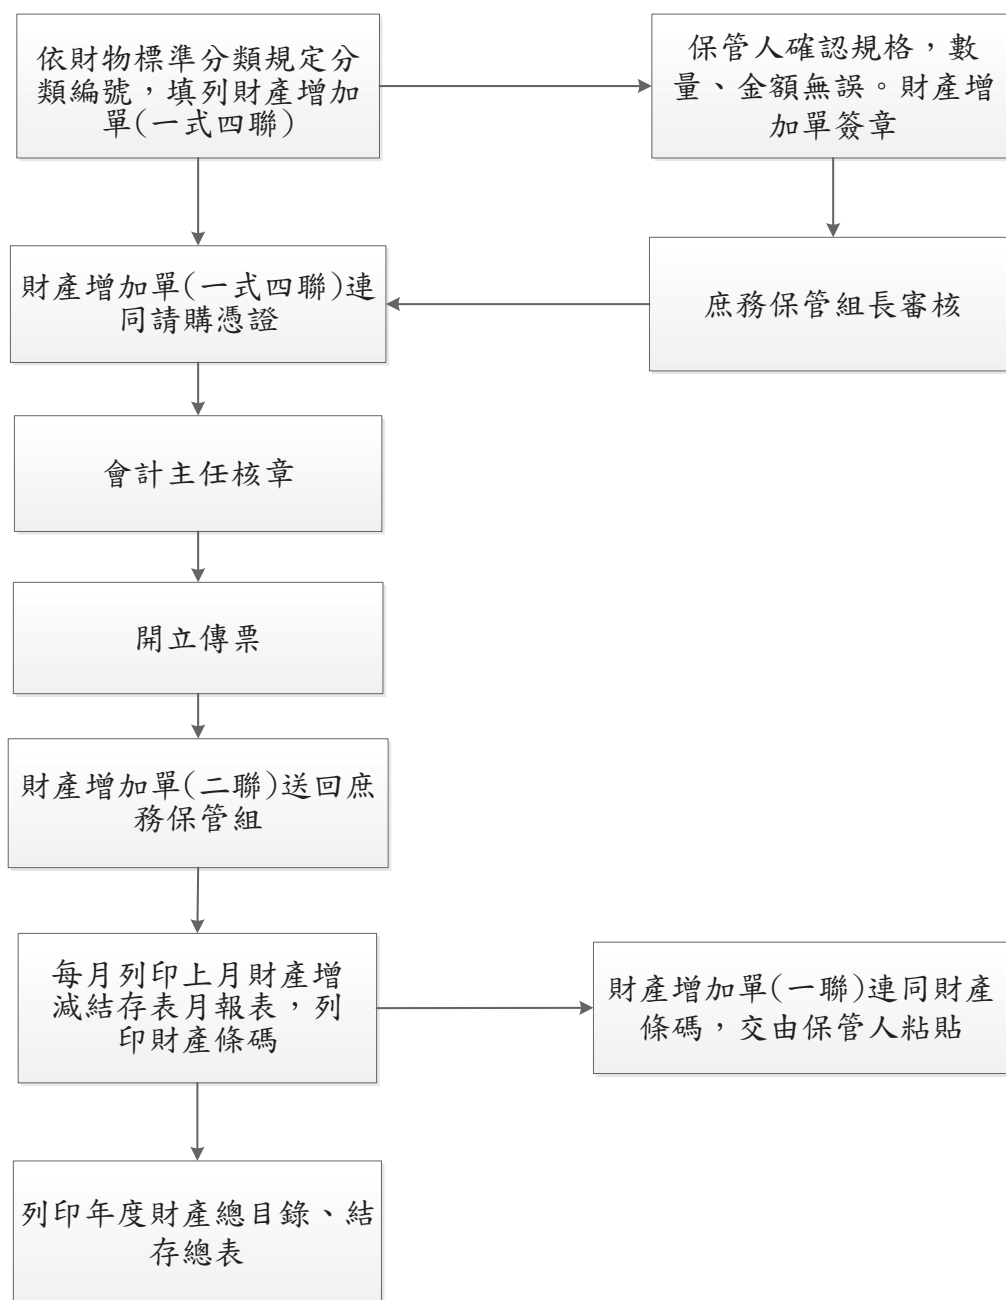 依財物標準分類規定分
類編號，填列財產增加
單(一式四聯)
保管人確認規格，數
量、金額無誤。財產增
加單簽章
財產增加單(一式四聯)連
同請購憑證
庶務保管組長審核
會計主任核章
開立傳票
財產增加單(二聯)送回庶
務保管組
每月列印上月財產增
減結存表月報表，列
印財產條碼
財產增加單(一聯)連同財產
條碼，交由保管人粘貼
列印年度財產總目錄、結
存總表